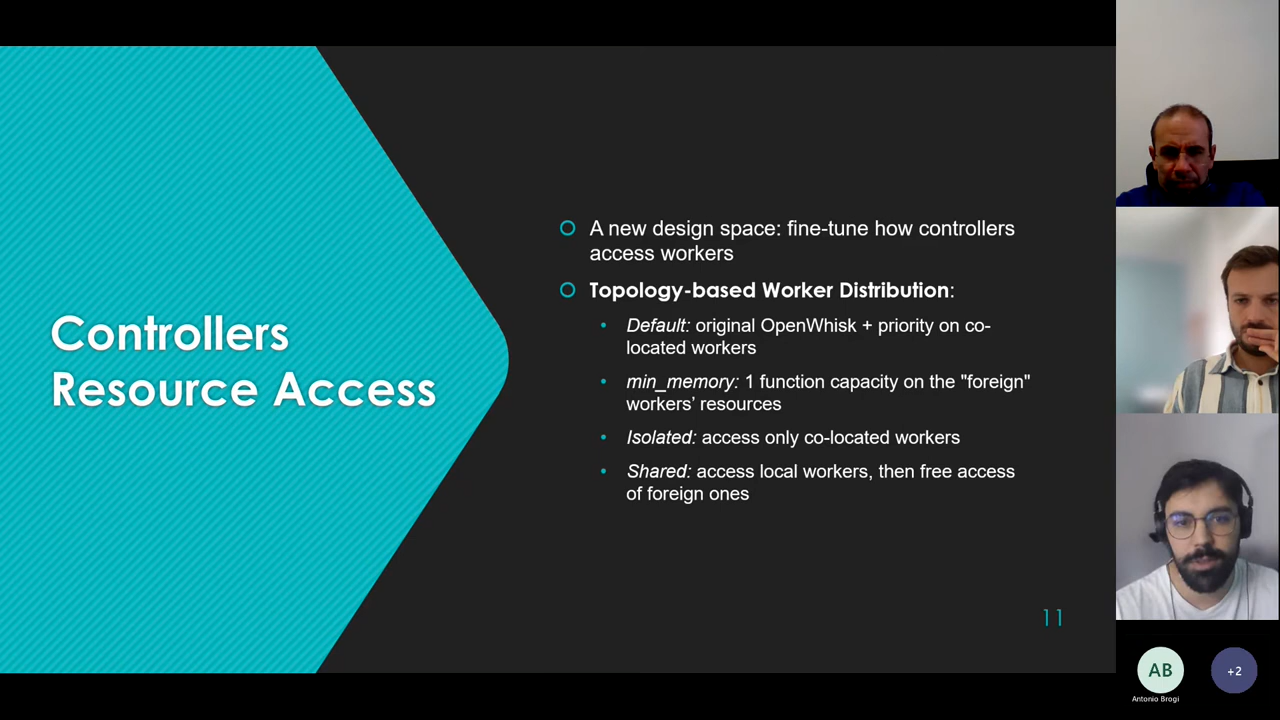 Controllers
Resource Access
A new design space: fine-tune how controllers
access workers
Topology-based Worker Distribution:
Default: original OpenWhisk + priority on co-
located workers
min_memory: 1 function capacity on the "foreign"
workers’ resources
Isolated: access only co-located workers
Shared: access local workers, then free access
of foreign ones
11
AB
+2
Antonio Brogi